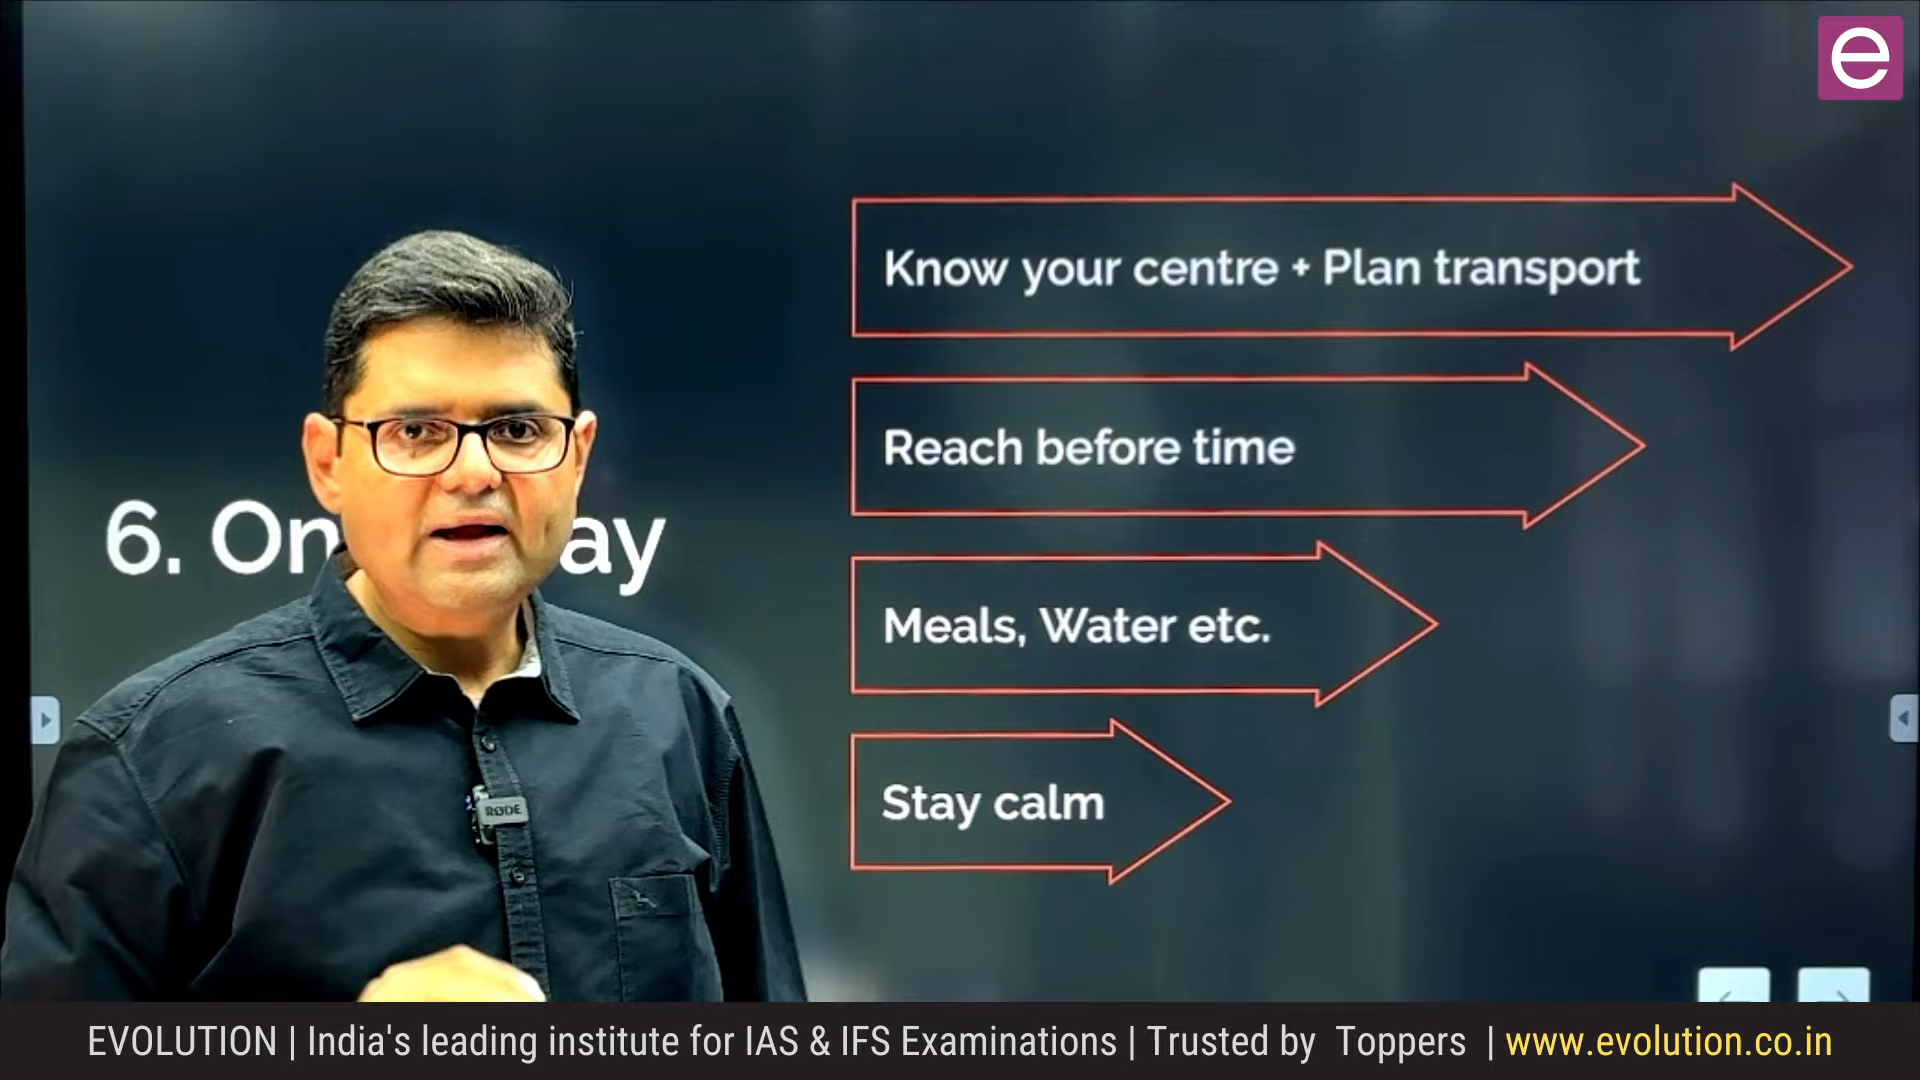 e
Know your centre + Plan transport
Reach before time
6. On
ay
Meals, Water etc.
Stay calm
RØDE
EVOLUTION | India's leading institute for IAS & IFS Examinations | Trusted by Toppers | www.evolution.co.in